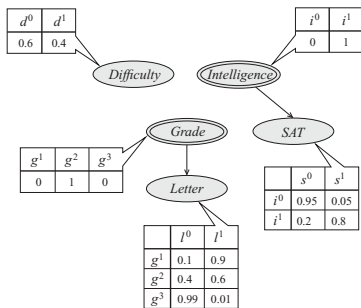 d⁰ d¹
0.6 0.4
Difficulty
i⁰ i¹
0 1
Intelligence
Grade
g¹ g² g³
0 1 0
SAT
s⁰ s¹
i⁰ 0.95 0.05
i¹ 0.2 0.8
Letter
l⁰ l¹
g¹ 0.1 0.9
g² 0.4 0.6
g³ 0.99 0.01